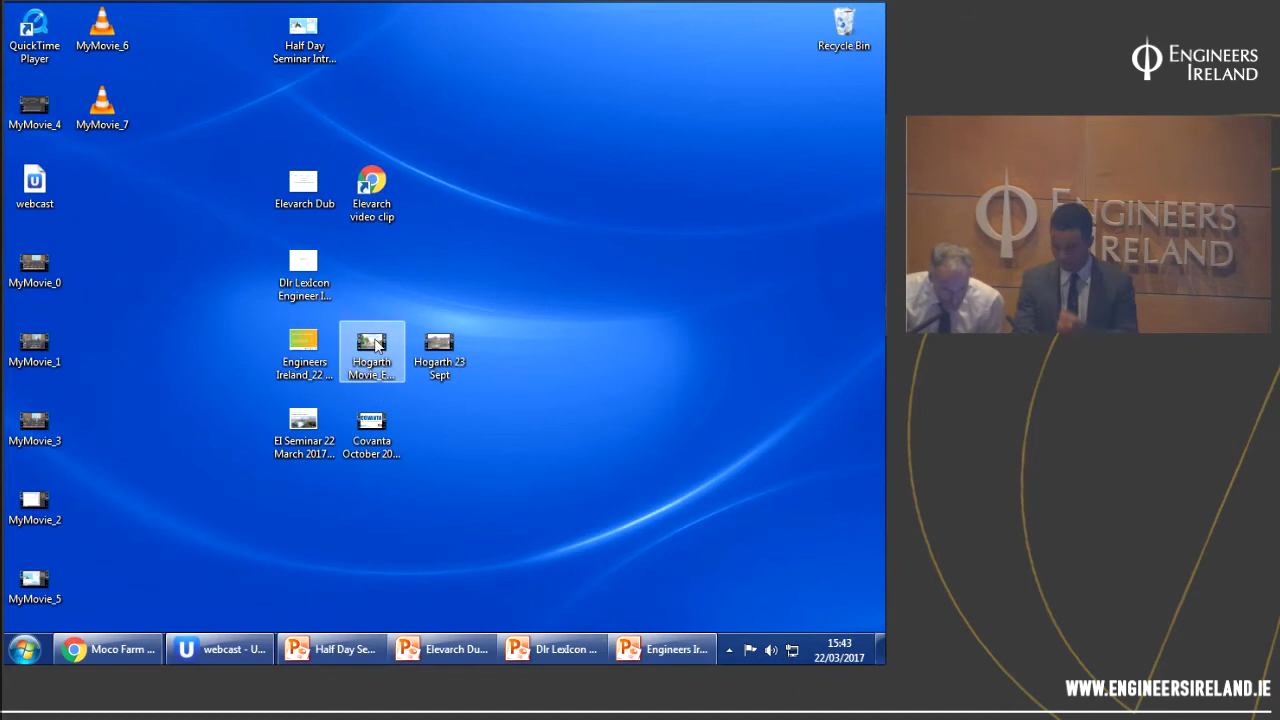 QuickTime
Player
MyMovie_6
Half Day
Seminar Intr...
Recycle Bin
ENGINEERS
IRELAND
MyMovie_4
MyMovie_7
webcast
Elevarch Dub
Elevarch
video clip
ENGINEERS
IRELAND
MyMovie_0
Dlr LexIcon
Engineer I...
MyMovie_1
Engineers
Ireland_22 ...
Hogarth
Movie_E...
Hogarth 23
Sept
MyMovie_3
EI Seminar 22
March 2017...
COVANTA
Covanta
October 20...
MyMovie_2
MyMovie_5
Moco Farm ...
webcast - U...
Half Day Se...
Elevarch Du...
Dlr LexIcon ...
Engineers Ir...
15:43
22/03/2017
WWW.ENGINEERSIRELAND.IE